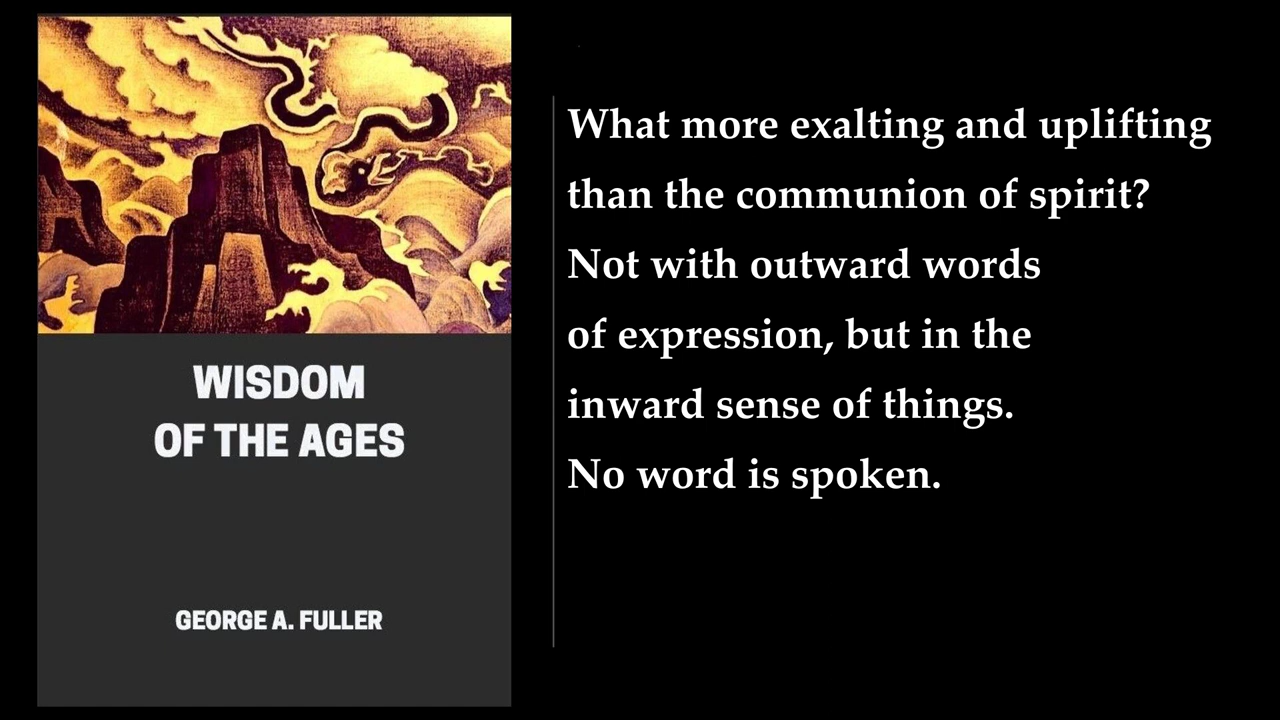 WISDOM
OF THE AGES
GEORGE A. FULLER
What more exalting and uplifting
than the communion of spirit?
Not with outward words
of expression, but in the
inward sense of things.
No word is spoken.